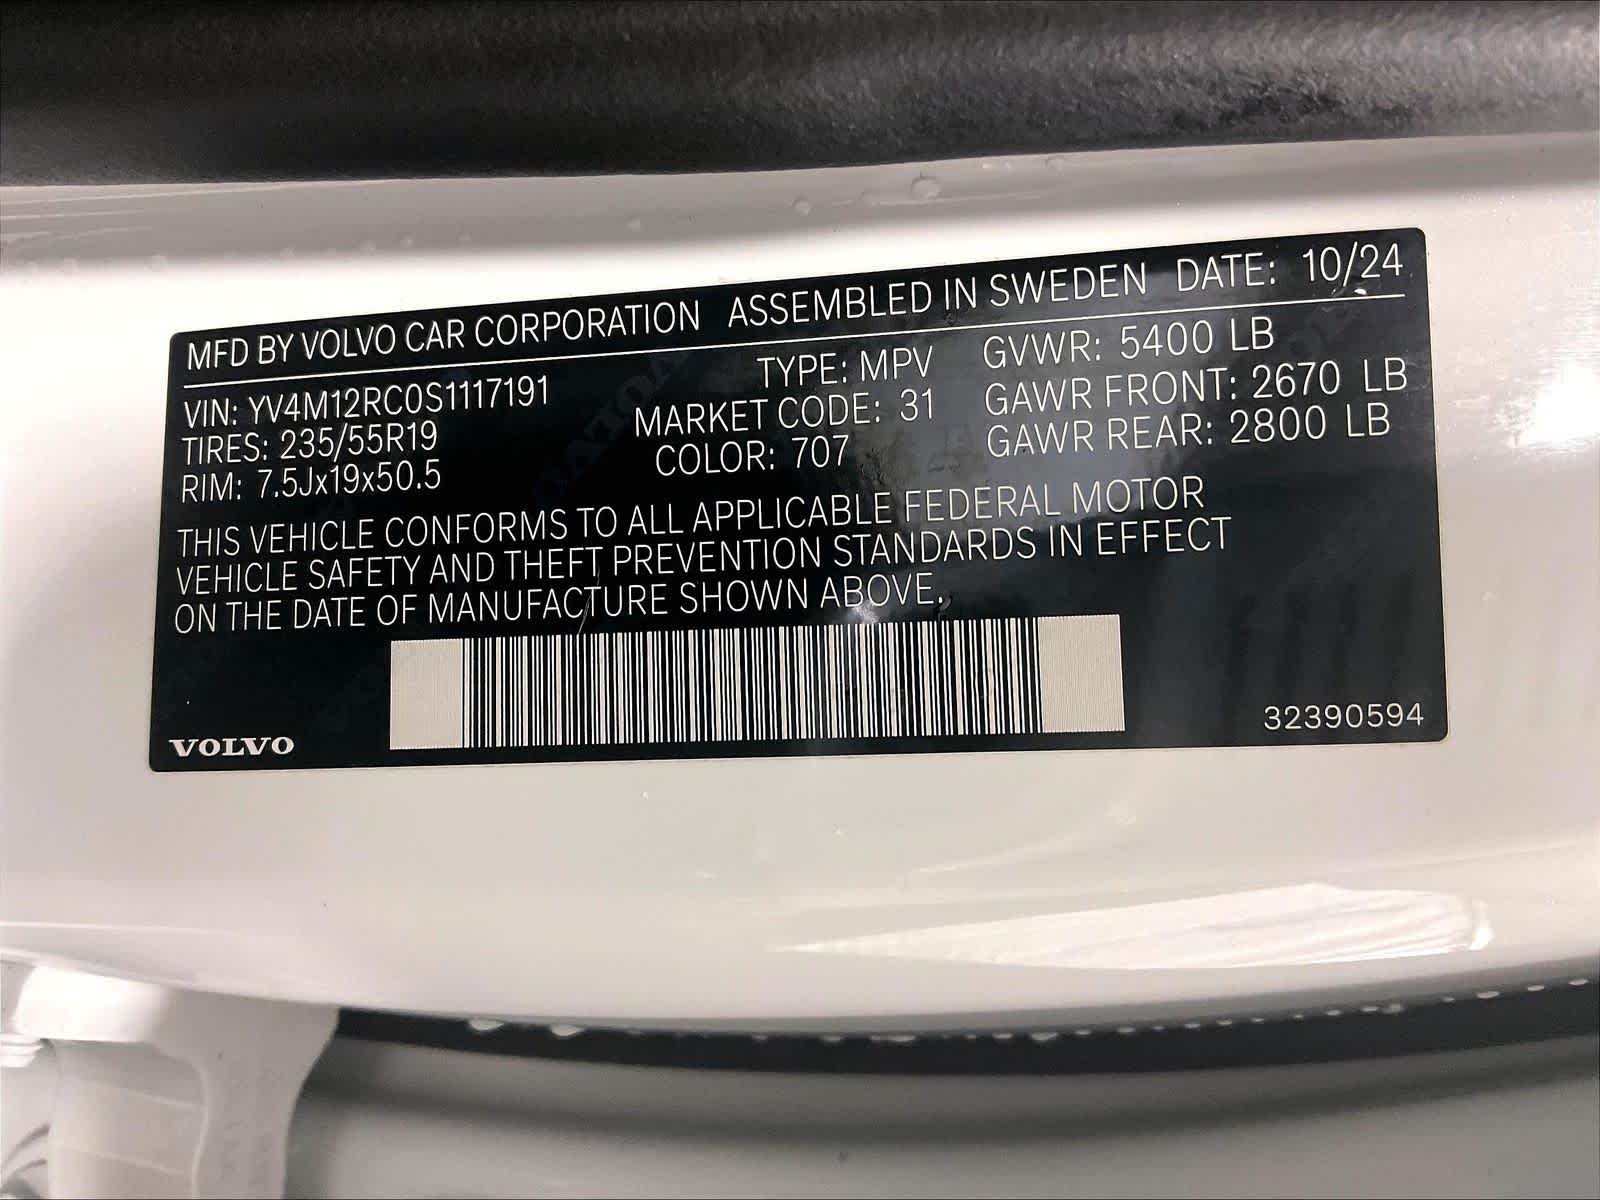 MFD BY VOLVO CAR CORPORATION ASSEMBLED IN SWEDEN DATE: 10/24
VIN: YV4M12RC0S1117191 TYPE: MPV GVWR: 5400 LB
TIRES: 235/55R19 MARKET CODE: 31 GAWR FRONT: 2670 LB
RIM: 7.5Jx19x50.5 COLOR: 707 GAWR REAR: 2800 LB
THIS VEHICLE CONFORMS TO ALL APPLICABLE FEDERAL MOTOR
VEHICLE SAFETY AND THEFT PREVENTION STANDARDS IN EFFECT
ON THE DATE OF MANUFACTURE SHOWN ABOVE.
VOLVO 32390594